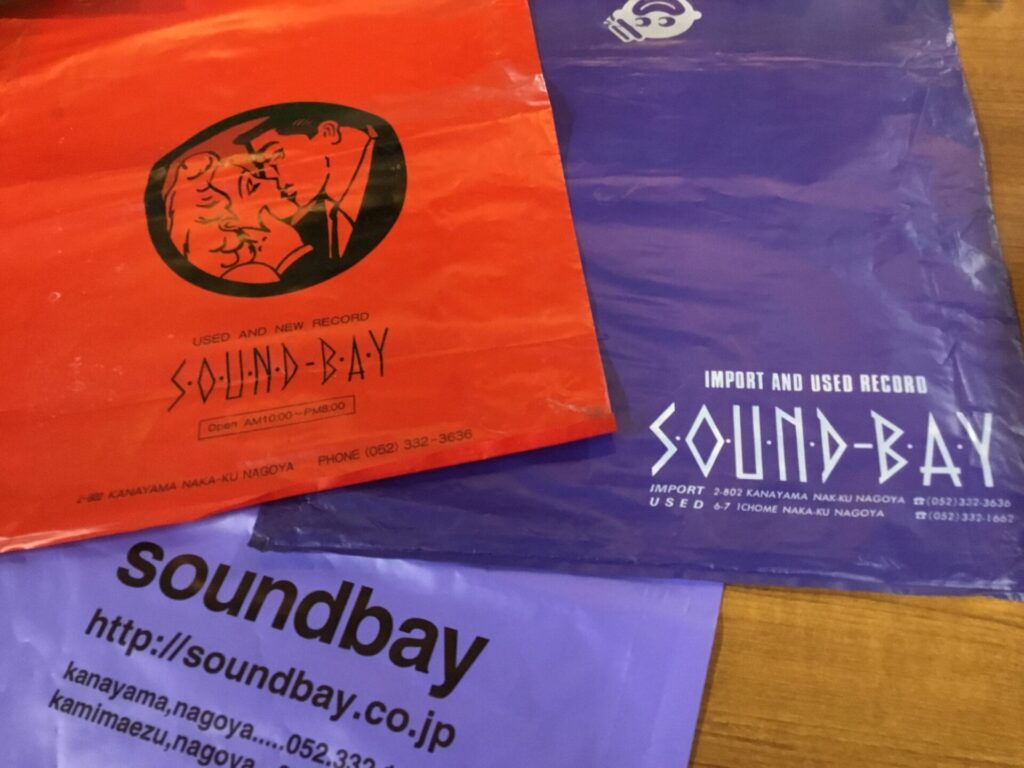 USED AND NEW RECORD
S·O·U·N·D-B·A·Y
Open AM10:00~PM8:00
2-802 KANAYAMA NAKA-KU NAGOYA PHONE (052) 332-3636
IMPORT AND USED RECORD
S·O·U·N·D-B·A·Y
IMPORT 2-802 KANAYAMA NAK-KU NAGOYA ☎(052)332-3636
USED 6-7 1CHOME NAKA-KU NAGOYA ☎(052)332-1662
soundbay
http://soundbay.co.jp
kanayama,nagoya.....052.332.
kamimaezu,nagoya